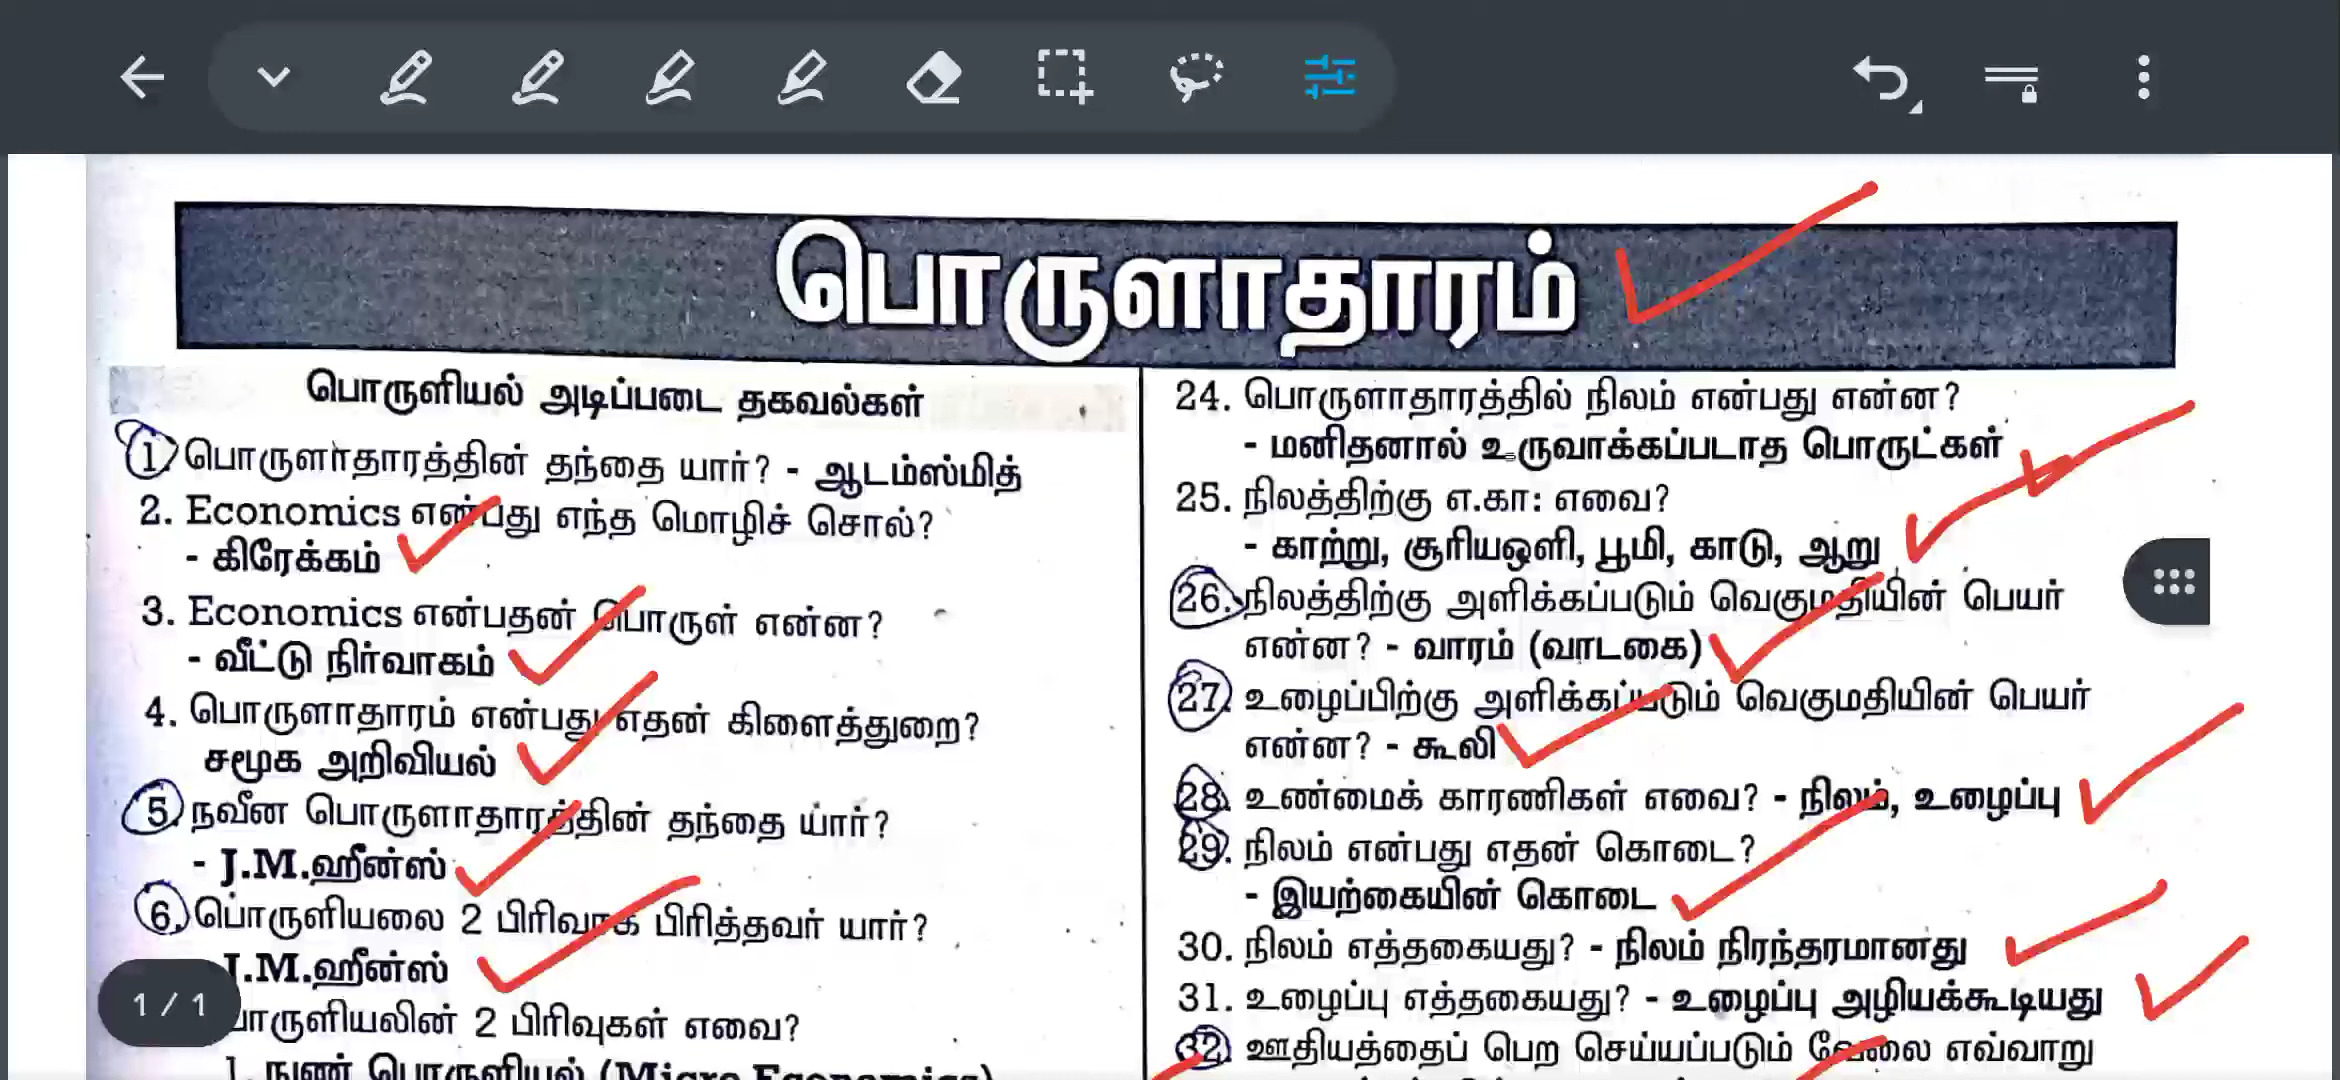 பொருளாதாரம்
பொருளியல் அடிப்படை தகவல்கள்
1. பொருளாதாரத்தின் தந்தை யார்? - ஆடம்ஸ்மித்
2. Economics என்பது எந்த மொழிச் சொல்?
- கிரேக்கம்
3. Economics என்பதன் பொருள் என்ன?
- வீட்டு நிர்வாகம்
4. பொருளாதாரம் என்பது எதன் கிளைத்துறை?
சமூக அறிவியல்
5. நவீன பொருளாதாரத்தின் தந்தை யார்?
- J.M.ஹீன்ஸ்
6. பொருளியலை 2 பிரிவாக பிரித்தவர் யார்?
J.M.ஹீன்ஸ்
பாருளியலின் 2 பிரிவுகள் எவை?
1. நுண் பொருளியல் (Micro Economics)
24. பொருளாதாரத்தில் நிலம் என்பது என்ன?
- மனிதனால் உருவாக்கப்படாத பொருட்கள்
25. நிலத்திற்கு எ.கா: எவை?
- காற்று, சூரியஒளி, பூமி, காடு, ஆறு
26. நிலத்திற்கு அளிக்கப்படும் வெகுமதியின் பெயர்
என்ன? - வாரம் (வாடகை)
27. உழைப்பிற்கு அளிக்கப்படும் வெகுமதியின் பெயர்
என்ன? - கூலி
28. உண்மைக் காரணிகள் எவை? - நிலம், உழைப்பு
29. நிலம் என்பது எதன் கொடை?
- இயற்கையின் கொடை
30. நிலம் எத்தகையது? - நிலம் நிரந்தரமானது
31. உழைப்பு எத்தகையது? - உழைப்பு அழியக்கூடியது
32. ஊதியத்தைப் பெற செய்யப்படும் வேலை எவ்வாறு
1 / 1